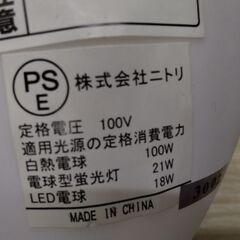 意
PS
E
株式会社ニトリ
定格電圧 100V
適用光源の定格消費電力
白熱電球 100W
電球型蛍光灯 21W
LED電球 18W
MADE IN CHINA